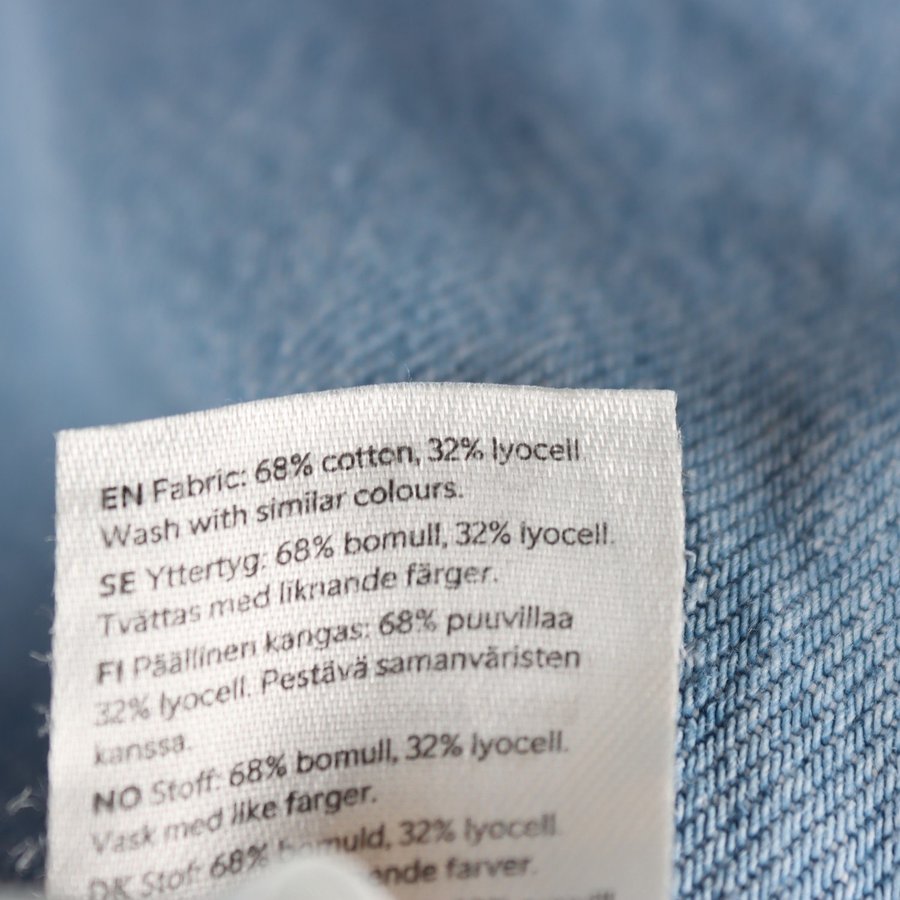 EN Fabric: 68% cotton, 32% lyocell
Wash with similar colours.
SE Yttertyg: 68% bomull, 32% lyocell.
Tvättas med liknande färger.
FI Päällinen kangas: 68% puuvillaa
32% lyocell. Pestävä samanväristen
kanssa.
NO Stoff: 68% bomull, 32% lyocell.
Vask med like farger.
DK Stof: 68% bomuld, 32% lyocell.
ande farver.